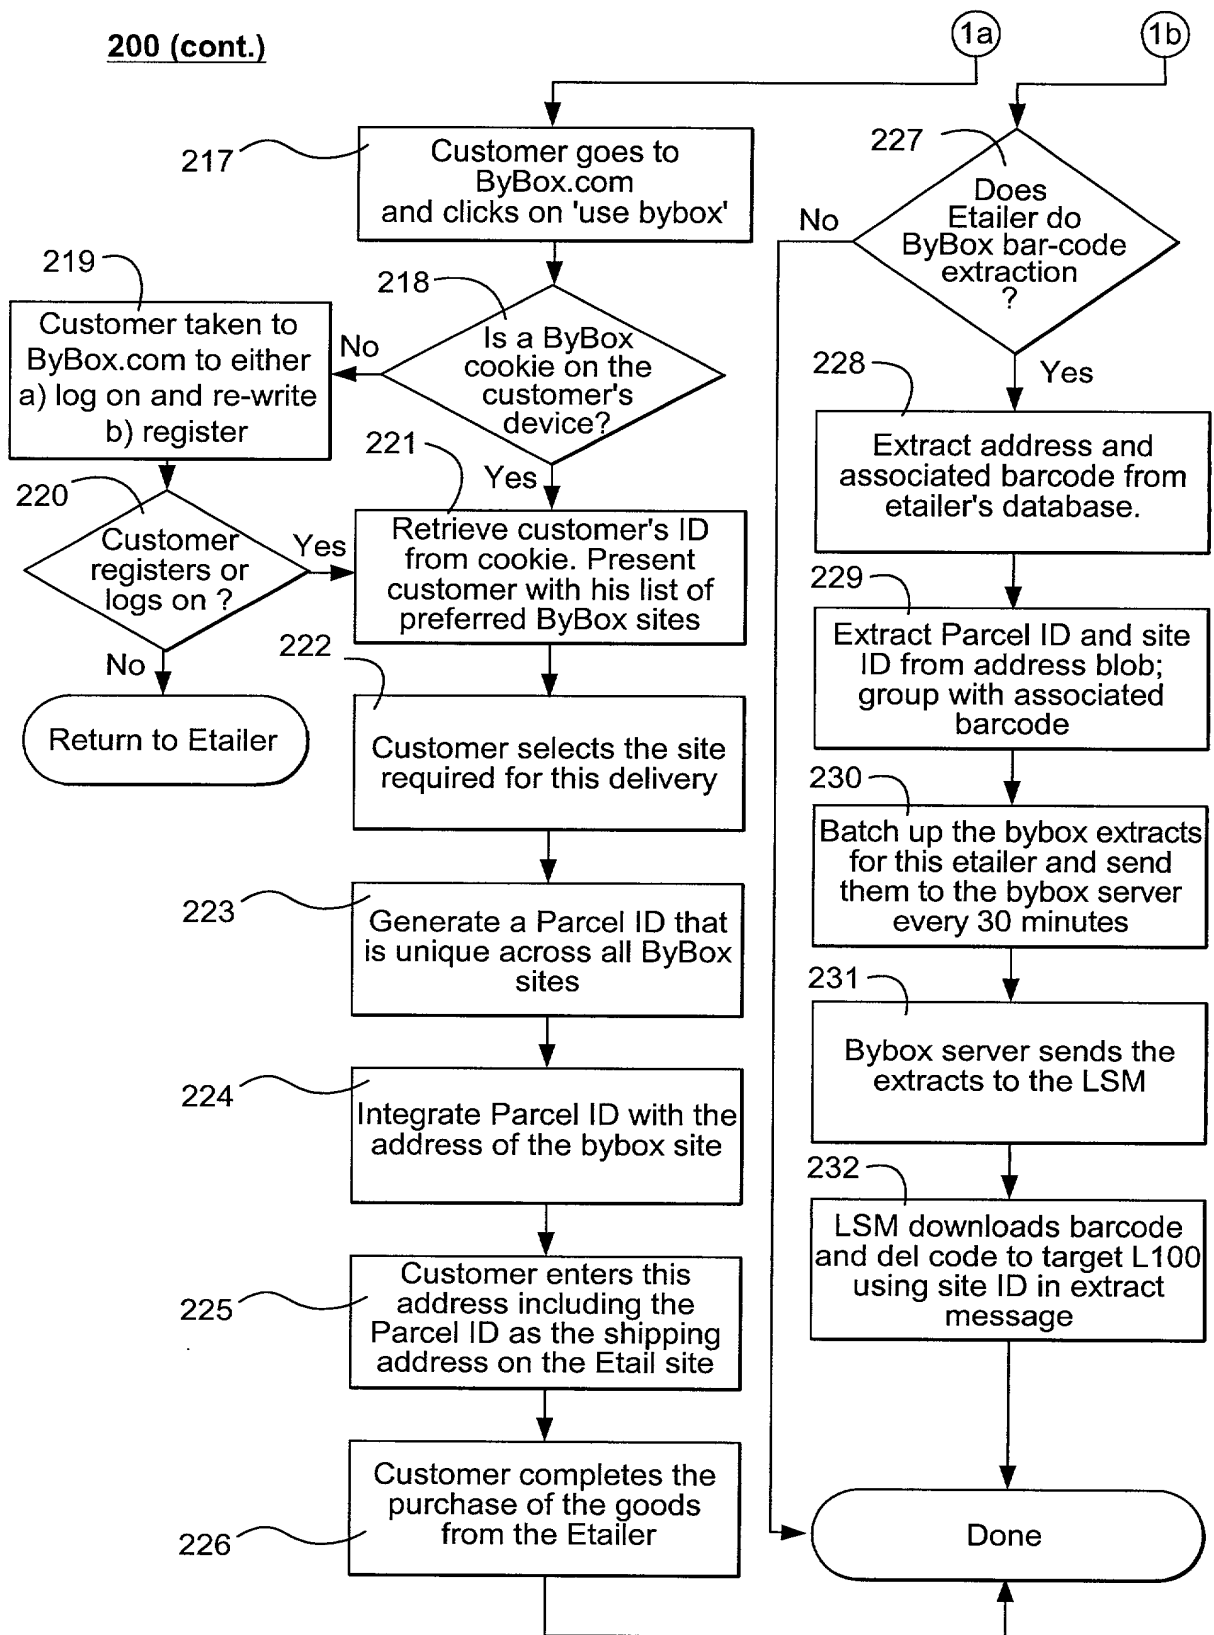 200 (cont.)
1a
1b
217
Customer goes to
ByBox.com
and clicks on 'use bybox'
218
Is a ByBox
cookie on the
customer's
device?
No
Yes
219
Customer taken to
ByBox.com to either
a) log on and re-write
b) register
220
Customer
registers or
logs on ?
Yes
No
Return to Etailer
221
Retrieve customer's ID
from cookie. Present
customer with his list of
preferred ByBox sites
222
Customer selects the site
required for this delivery
223
Generate a Parcel ID that
is unique across all ByBox
sites
224
Integrate Parcel ID with the
address of the bybox site
225
Customer enters this
address including the
Parcel ID as the shipping
address on the Etail site
226
Customer completes the
purchase of the goods
from the Etailer
227
Does
Etailer do
ByBox bar-code
extraction
?
No
Yes
228
Extract address and
associated barcode from
etailer's database.
229
Extract Parcel ID and site
ID from address blob;
group with associated
barcode
230
Batch up the bybox extracts
for this etailer and send
them to the bybox server
every 30 minutes
231
Bybox server sends the
extracts to the LSM
232
LSM downloads barcode
and del code to target L100
using site ID in extract
message
Done